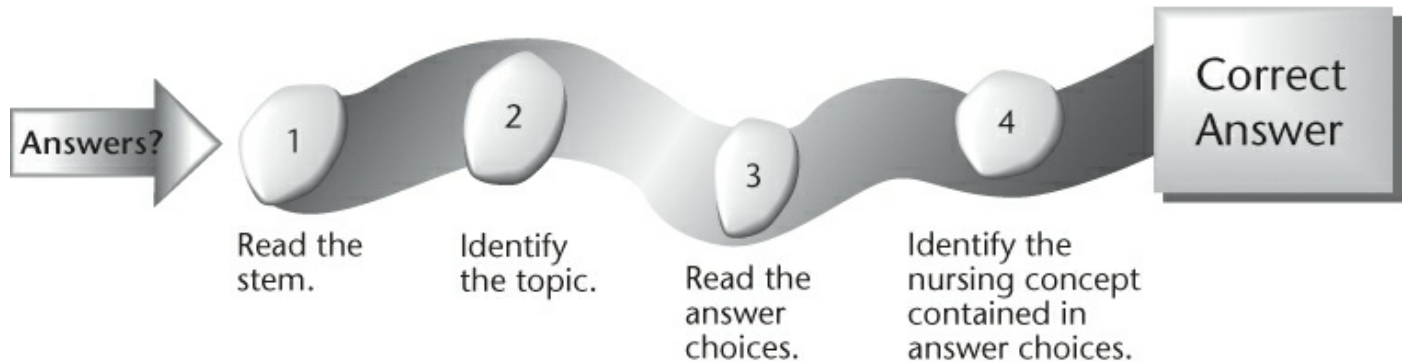 Answers?
1
Read the
stem.
2
Identify
the topic.
3
Read the
answer
choices.
4
Identify the
nursing concept
contained in
answer choices.
Correct
Answer